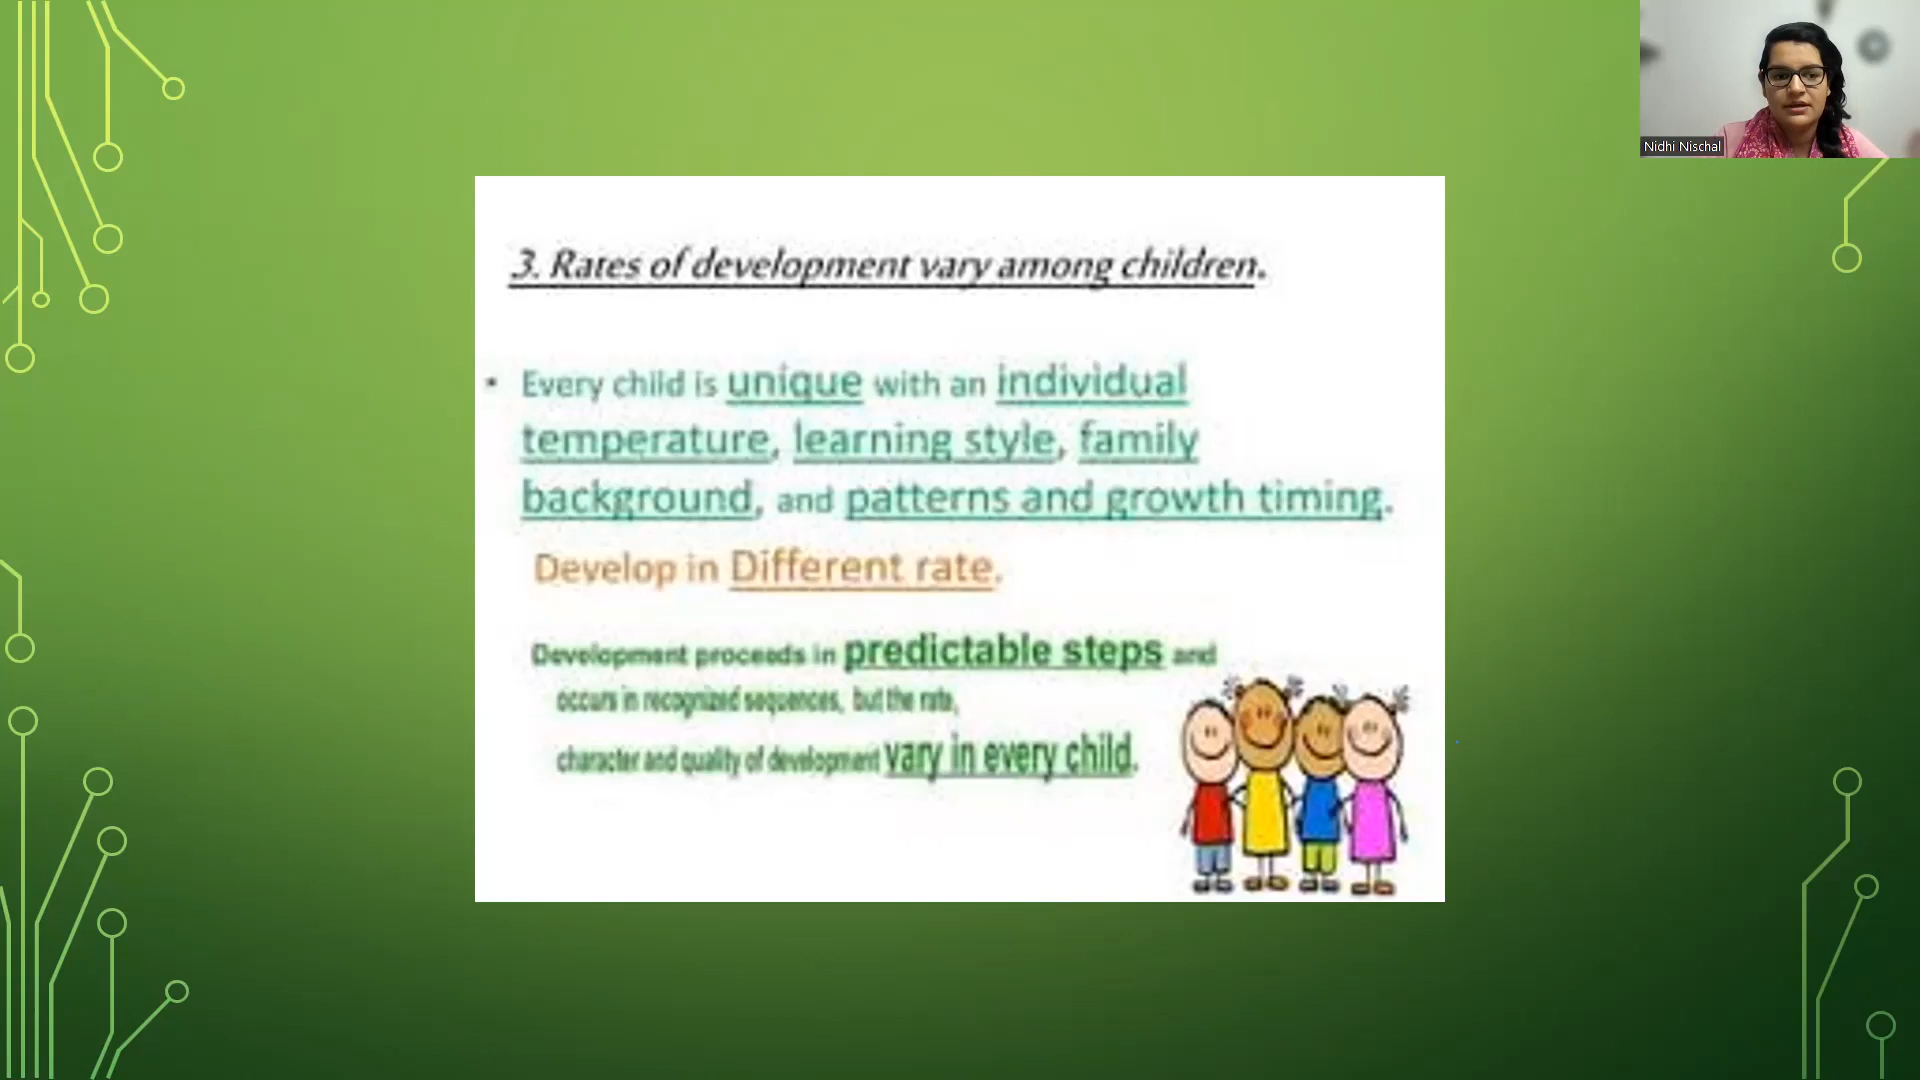 3. Rates of development vary among children.
• Every child is unique with an individual
temperature, learning style, family
background, and patterns and growth timing.
Develop in Different rate.
Development proceeds in predictable steps and
occurs in recognized sequences, but the rate,
character and quality of development vary in every child.
Nidhi Nischal